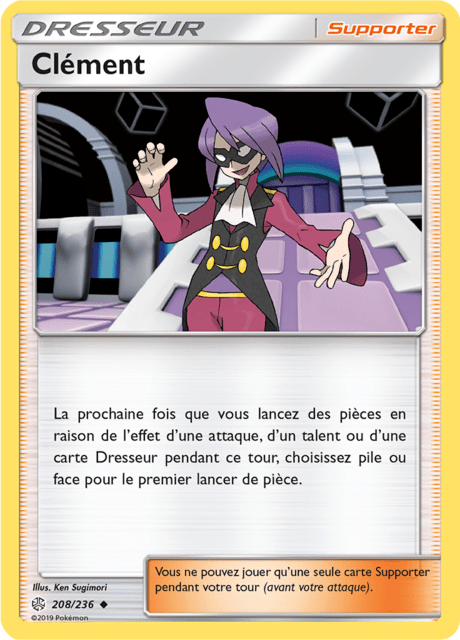 DRESSEUR Supporter
Clément
La prochaine fois que vous lancez des pièces en
raison de l'effet d'une attaque, d'un talent ou d'une
carte Dresseur pendant ce tour, choisissez pile ou
face pour le premier lancer de pièce.
Vous ne pouvez jouer qu'une seule carte Supporter
pendant votre tour (avant votre attaque).
Illus. Ken Sugimori
208/236
©2019 Pokémon